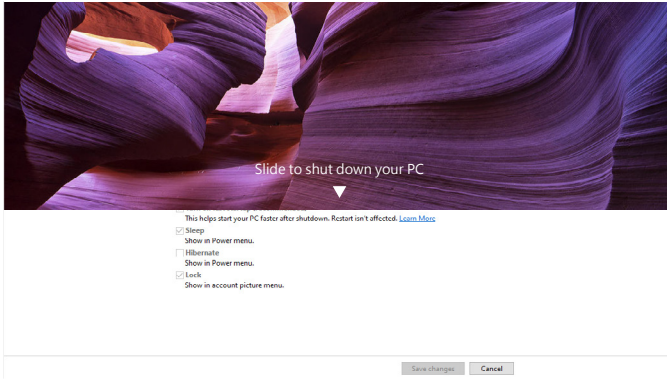 Slide to shut down your PC
This helps start your PC faster after shutdown. Restart isn't affected. Learn More
Sleep
Show in Power menu.
Hibernate
Show in Power menu.
Lock
Show in account picture menu.
Save changes Cancel